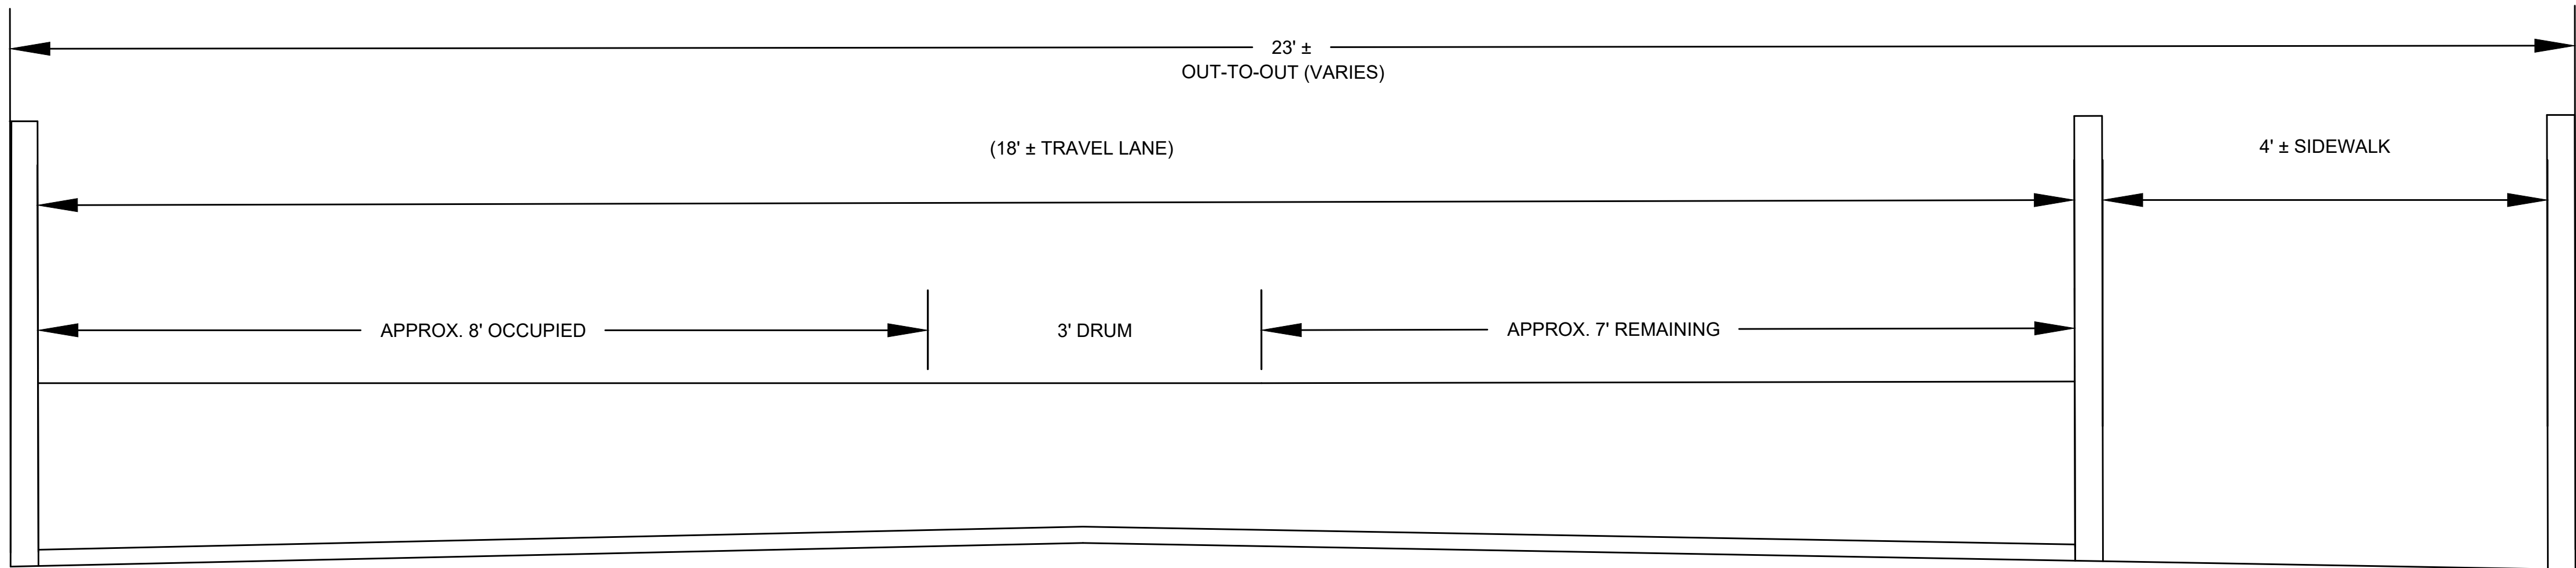 23' ±
OUT-TO-OUT (VARIES)
(18' ± TRAVEL LANE)
4' ± SIDEWALK
APPROX. 8' OCCUPIED
3' DRUM
APPROX. 7' REMAINING